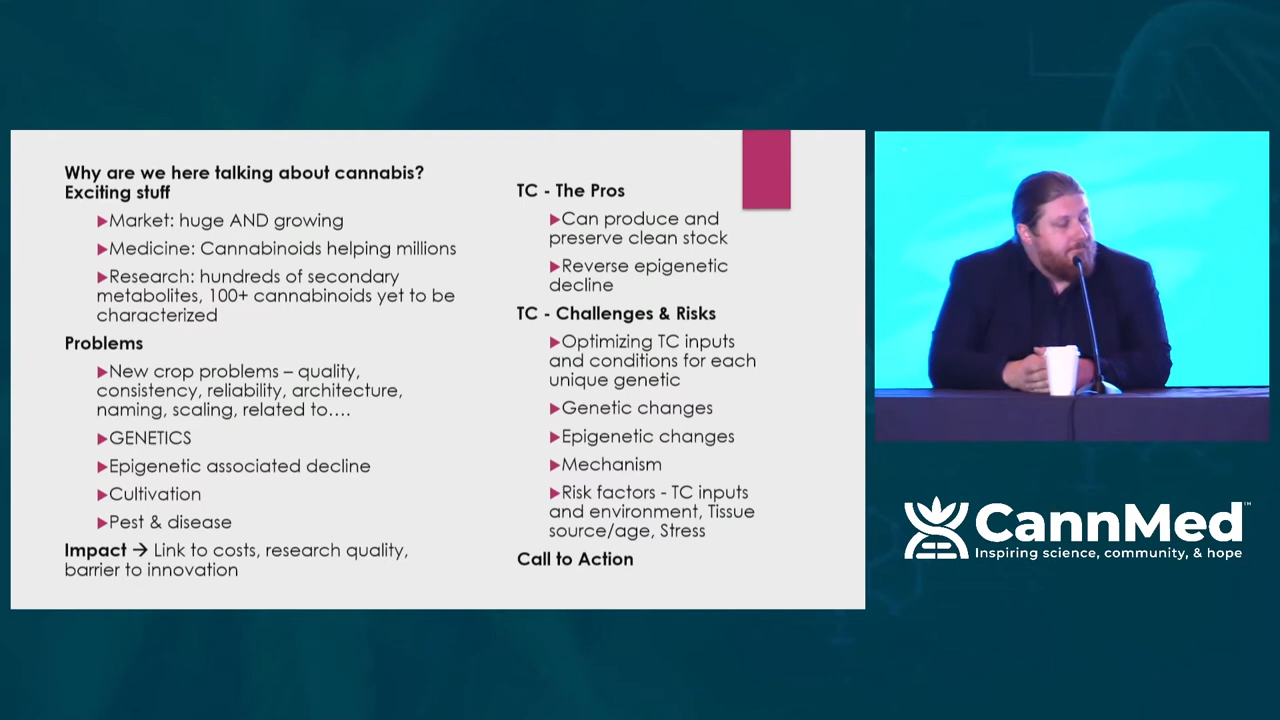 Why are we here talking about cannabis?
Exciting stuff
▶Market: huge AND growing
▶Medicine: Cannabinoids helping millions
▶Research: hundreds of secondary
metabolites, 100+ cannabinoids yet to be
characterized
Problems
▶New crop problems – quality,
consistency, reliability, architecture,
naming, scaling, related to….
▶GENETICS
▶Epigenetic associated decline
▶Cultivation
▶Pest & disease
Impact → Link to costs, research quality,
barrier to innovation
TC - The Pros
▶Can produce and
preserve clean stock
▶Reverse epigenetic
decline
TC - Challenges & Risks
▶Optimizing TC inputs
and conditions for each
unique genetic
▶Genetic changes
▶Epigenetic changes
▶Mechanism
▶Risk factors - TC inputs
and environment, Tissue
source/age, Stress
Call to Action
CannMed™
Inspiring science, community, & hope